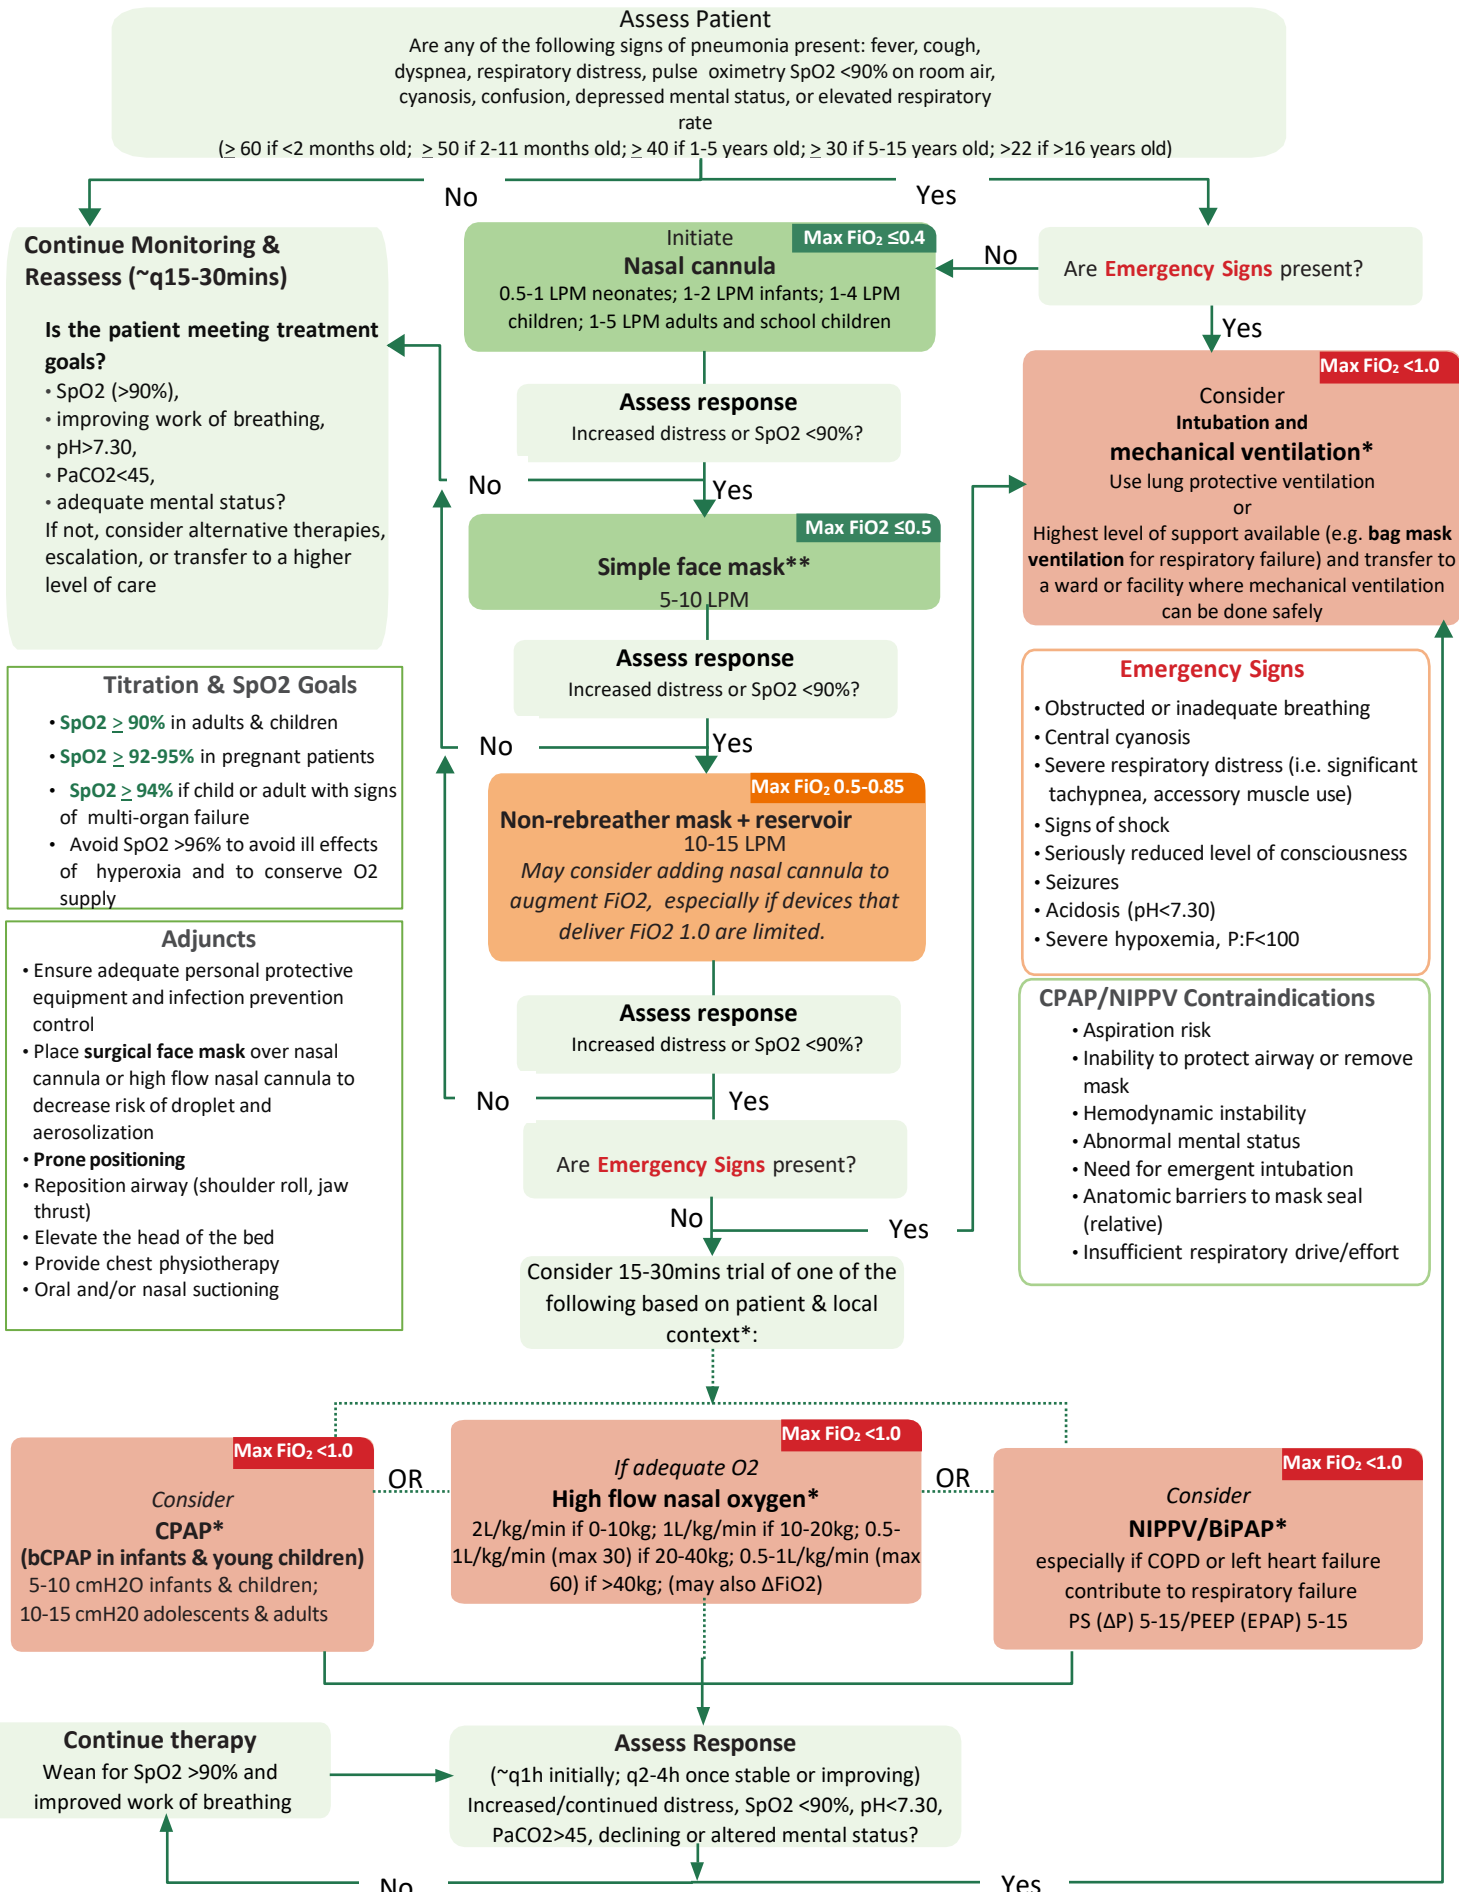 Assess Patient
Are any of the following signs of pneumonia present: fever, cough,
dyspnea, respiratory distress, pulse oximetry SpO2 <90% on room air,
cyanosis, confusion, depressed mental status, or elevated respiratory
rate
(≥ 60 if <2 months old; ≥ 50 if 2-11 months old; ≥ 40 if 1-5 years old; ≥ 30 if 5-15 years old; >22 if >16 years old)
No
Yes
Continue Monitoring &
Reassess (~q15-30mins)
Is the patient meeting treatment
goals?
• SpO2 (>90%),
• improving work of breathing,
• pH>7.30,
• PaCO2<45,
• adequate mental status?
If not, consider alternative therapies,
escalation, or transfer to a higher
level of care
Max FiO2 ≤0.4
Initiate
Nasal cannula
0.5-1 LPM neonates; 1-2 LPM infants; 1-4 LPM
children; 1-5 LPM adults and school children
No
Are Emergency Signs present?
Yes
Assess response
Increased distress or SpO2 <90%?
No
Yes
Max FiO2 <1.0
Consider
Intubation and
mechanical ventilation*
Use lung protective ventilation
or
Highest level of support available (e.g. bag mask
ventilation for respiratory failure) and transfer to
a ward or facility where mechanical ventilation
can be done safely
Max FiO2 ≤0.5
Simple face mask**
5-10 LPM
Assess response
Increased distress or SpO2 <90%?
No
Yes
Titration & SpO2 Goals
• SpO2 ≥ 90% in adults & children
• SpO2 ≥ 92-95% in pregnant patients
• SpO2 ≥ 94% if child or adult with signs
of multi-organ failure
• Avoid SpO2 >96% to avoid ill effects
of hyperoxia and to conserve O2
supply
Emergency Signs
• Obstructed or inadequate breathing
• Central cyanosis
• Severe respiratory distress (i.e. significant
tachypnea, accessory muscle use)
• Signs of shock
• Seriously reduced level of consciousness
• Seizures
• Acidosis (pH<7.30)
• Severe hypoxemia, P:F<100
Max FiO2 0.5-0.85
Non-rebreather mask + reservoir
10-15 LPM
May consider adding nasal cannula to
augment FiO2, especially if devices that
deliver FiO2 1.0 are limited.
Adjuncts
• Ensure adequate personal protective
equipment and infection prevention
control
• Place surgical face mask over nasal
cannula or high flow nasal cannula to
decrease risk of droplet and
aerosolization
• Prone positioning
• Reposition airway (shoulder roll, jaw
thrust)
• Elevate the head of the bed
• Provide chest physiotherapy
• Oral and/or nasal suctioning
Assess response
Increased distress or SpO2 <90%?
No
Yes
CPAP/NIPPV Contraindications
• Aspiration risk
• Inability to protect airway or remove
mask
• Hemodynamic instability
• Abnormal mental status
• Need for emergent intubation
• Anatomic barriers to mask seal
(relative)
• Insufficient respiratory drive/effort
Are Emergency Signs present?
No
Yes
Consider 15-30mins trial of one of the
following based on patient & local
context*:
Max FiO2 <1.0
Consider
CPAP*
(bCPAP in infants & young children)
5-10 cmH2O infants & children;
10-15 cmH20 adolescents & adults
OR
Max FiO2 <1.0
If adequate O2
High flow nasal oxygen*
2L/kg/min if 0-10kg; 1L/kg/min if 10-20kg; 0.5-
1L/kg/min (max 30) if 20-40kg; 0.5-1L/kg/min (max
60) if >40kg; (may also ΔFiO2)
OR
Max FiO2 <1.0
Consider
NIPPV/BiPAP*
especially if COPD or left heart failure
contribute to respiratory failure
PS (ΔP) 5-15/PEEP (EPAP) 5-15
Continue therapy
Wean for SpO2 >90% and
improved work of breathing
Assess Response
(~q1h initially; q2-4h once stable or improving)
Increased/continued distress, SpO2 <90%, pH<7.30,
PaCO2>45, declining or altered mental status?
No
Yes